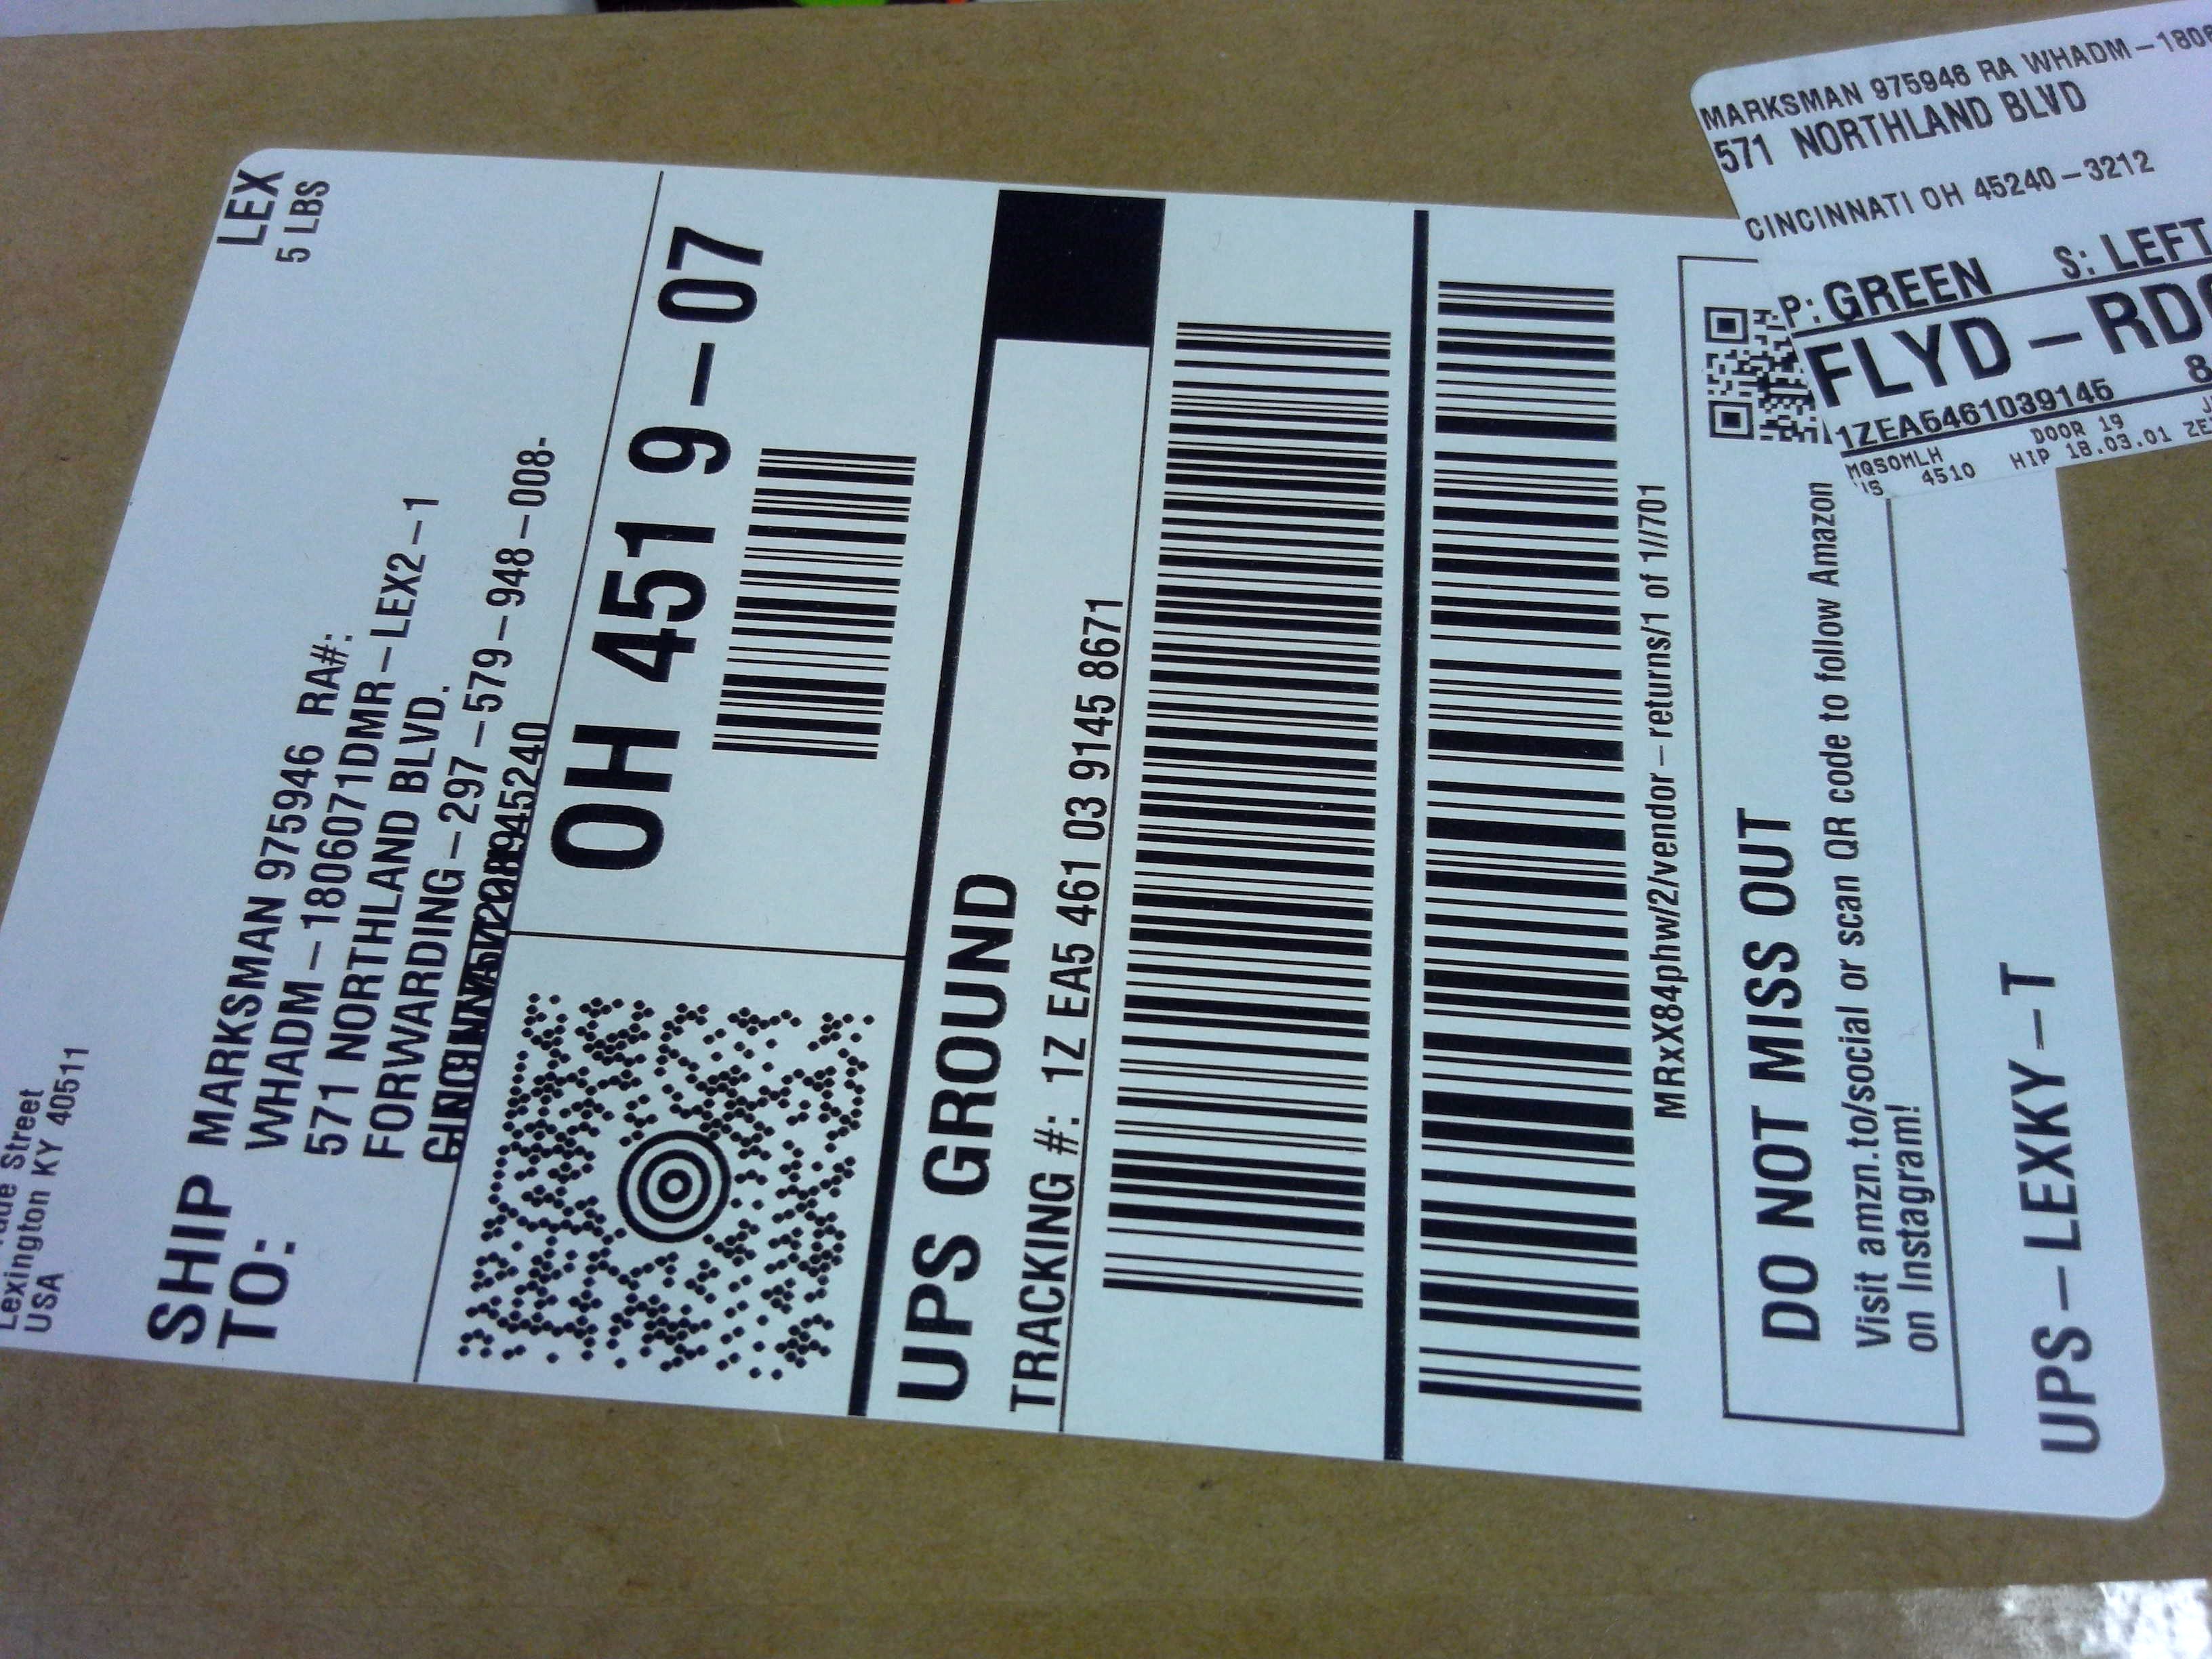 Street
Lexington KY 40511
USA
LEX
5 LBS
SHIP
TO:
MARKSMAN 975946 RA#:
WHADM-1806071DMR-LEX2-1
571 NORTHLAND BLVD.
FORWARDING-297-579-948-008-
OH 451 9-07
UPS GROUND
TRACKING #: 1Z EA5 461 03 9145 8671
MRxX84phw/2/vendor-returns/1 of 1//701
DO NOT MISS OUT
Visit amzn.to/social or scan QR code to follow Amazon
on Instagram!
UPS-LEXKY-T
MARKSMAN 975946 RA WHADM-1806
571 NORTHLAND BLVD
CINCINNATI OH 45240-3212
P: GREEN S: LEFT
FLYD-RD
1ZEA5461039145 8
MQSOMLH DOOR 19
4510 HIP 18.03.01